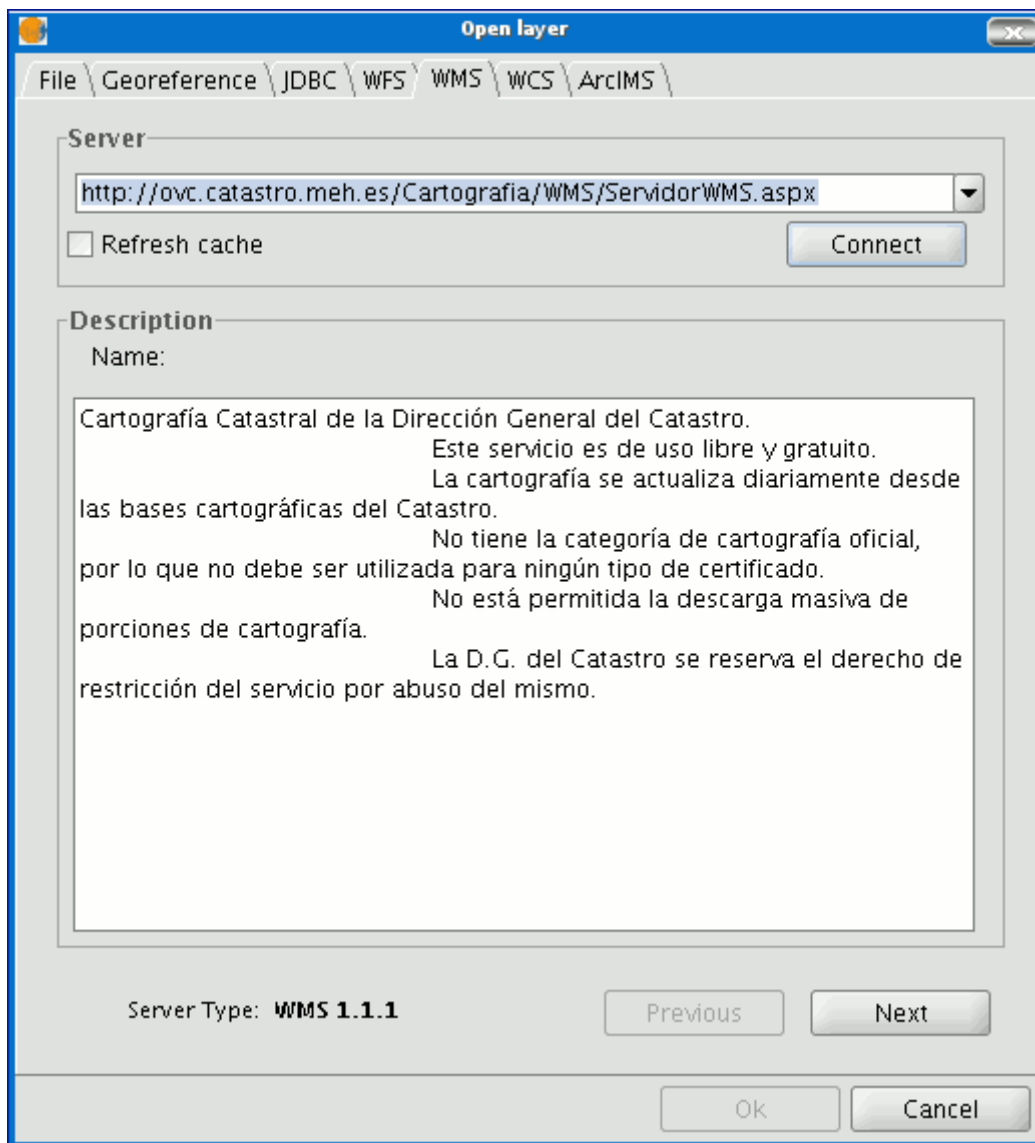 Open layer
File Georeference JDBC WFS WMS WCS ArcIMS
Server
http://ovc.catastro.meh.es/Cartografia/WMS/ServidorWMS.aspx
Refresh cache
Connect
Description
Name:
Cartografía Catastral de la Dirección General del Catastro.
Este servicio es de uso libre y gratuito.
La cartografía se actualiza diariamente desde
las bases cartográficas del Catastro.
No tiene la categoría de cartografía oficial,
por lo que no debe ser utilizada para ningún tipo de certificado.
No está permitida la descarga masiva de
porciones de cartografía.
La D.G. del Catastro se reserva el derecho de
restricción del servicio por abuso del mismo.
Server Type: WMS 1.1.1
Previous
Next
Ok
Cancel